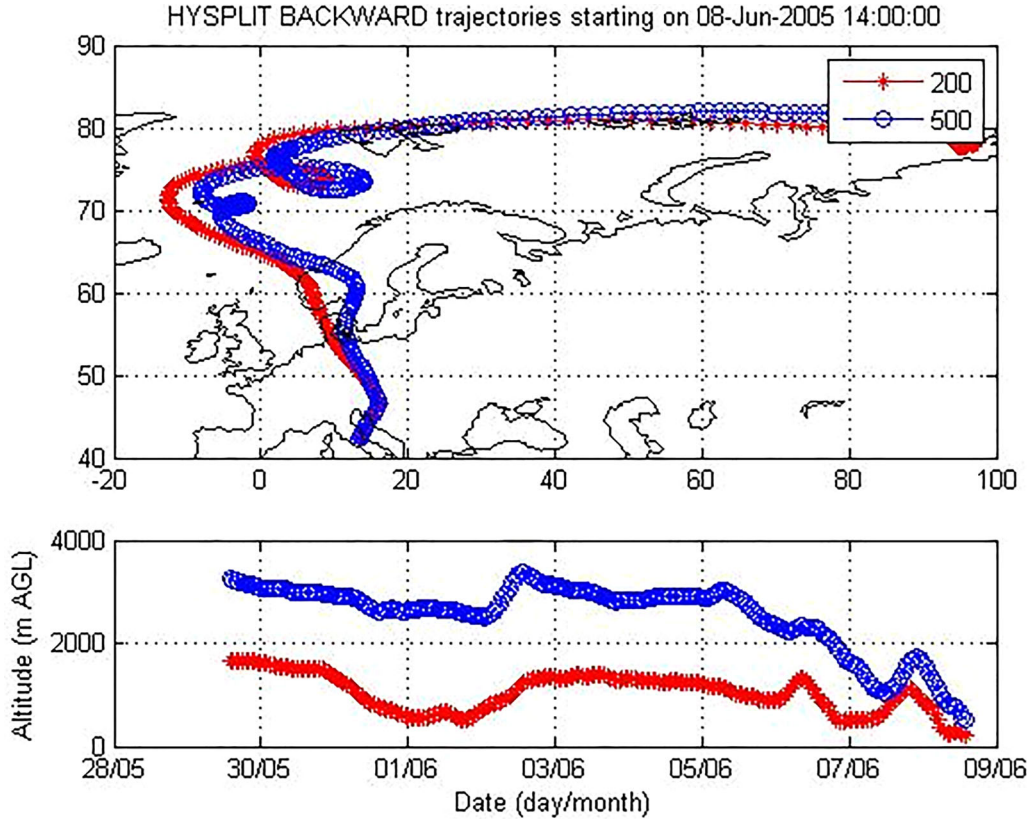 HYSPLIT BACKWARD trajectories starting on 08-Jun-2005 14:00:00
90
200
500
80
70
60
50
40
-20 0 20 40 60 80 100
4000
2000
0
Altitude (m AGL)
28/05 30/05 01/06 03/06 05/06 07/06 09/06
Date (day/month)